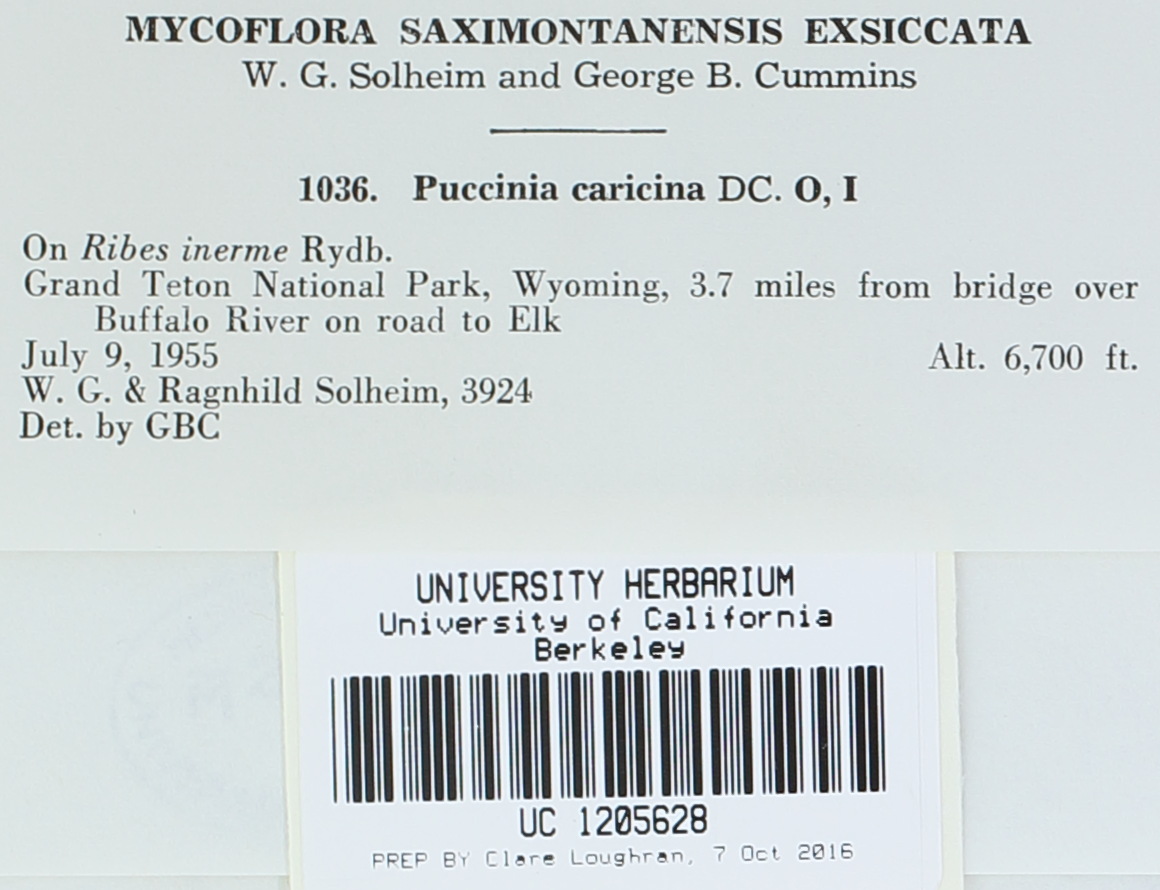 MYCOFLORA SAXIMONTANENSIS EXSICCATA
W. G. Solheim and George B. Cummins
1036. Puccinia caricina DC. O, I
On Ribes inerme Rydb.
Grand Teton National Park, Wyoming, 3.7 miles from bridge over
Buffalo River on road to Elk
July 9, 1955 Alt. 6,700 ft.
W. G. & Ragnhild Solheim, 3924
Det. by GBC
UNIVERSITY HERBARIUM
University of California
Berkeley
UC 1205628
PREP BY Clare Loughran, 7 Oct 2016